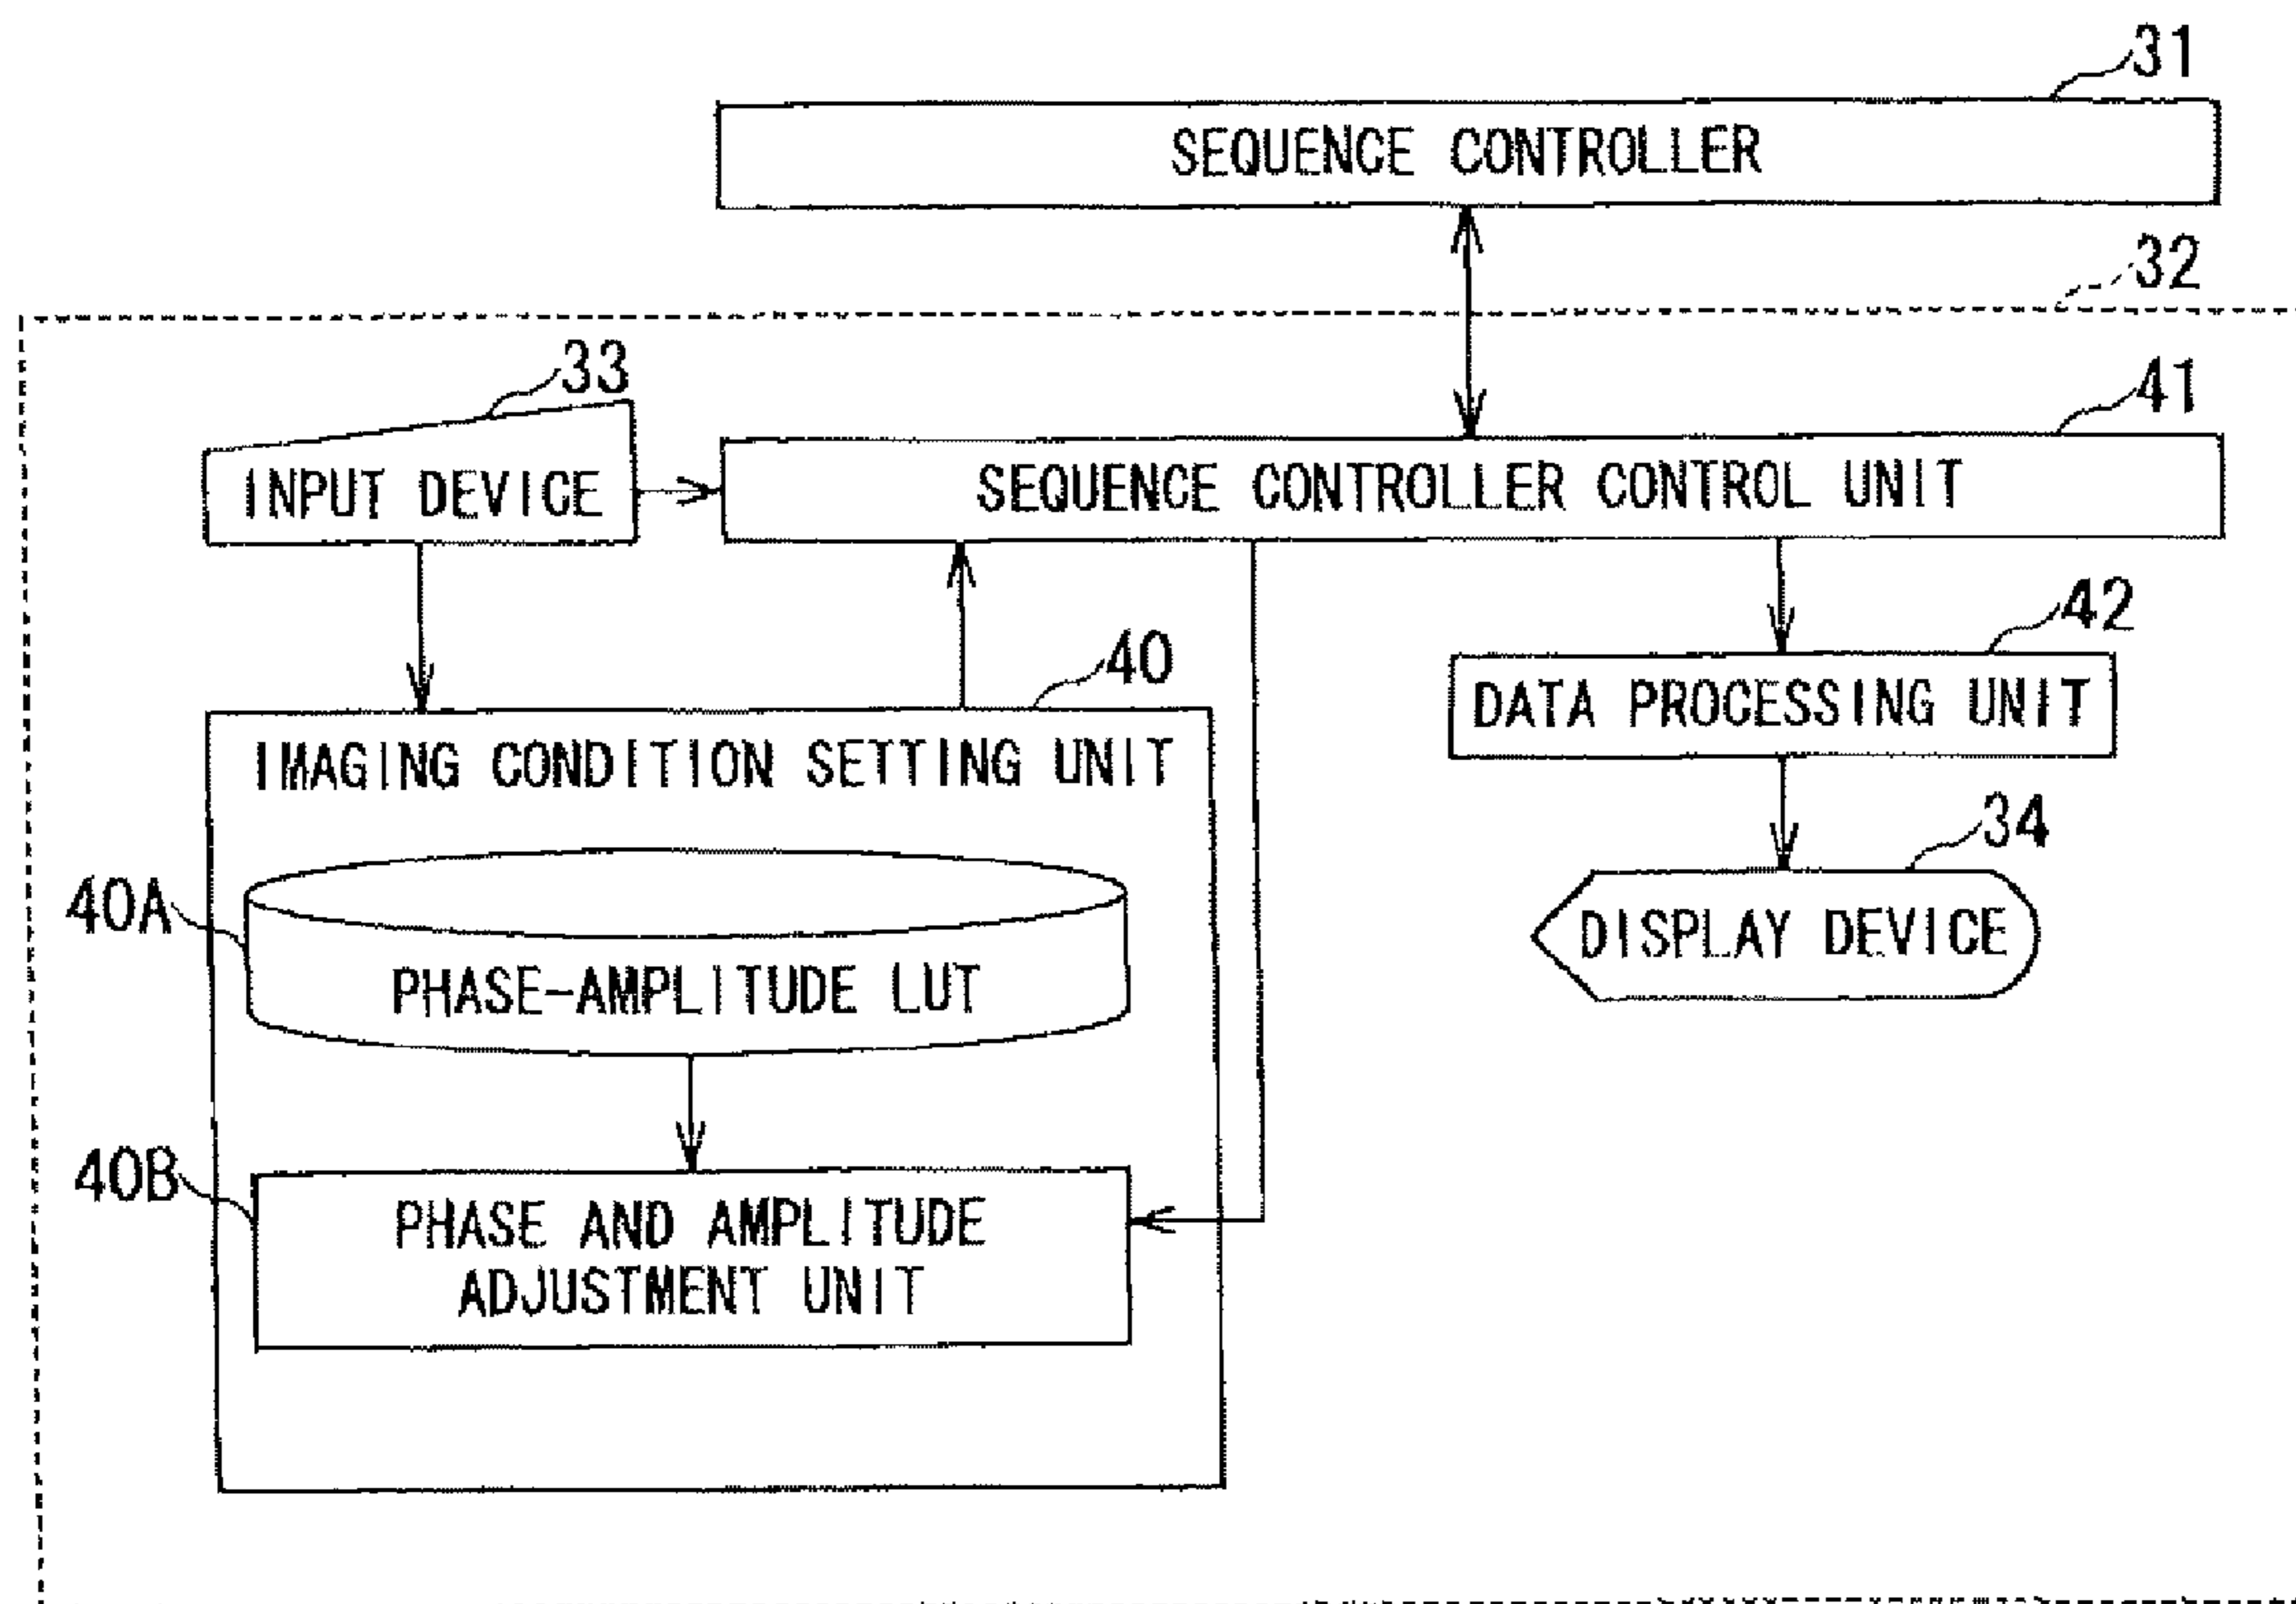 31
SEQUENCE CONTROLLER
32
33
41
INPUT DEVICE
SEQUENCE CONTROLLER CONTROL UNIT
42
40
DATA PROCESSING UNIT
IMAGING CONDITION SETTING UNIT
34
40A
DISPLAY DEVICE
PHASE-AMPLITUDE LUT
40B
PHASE AND AMPLITUDE
ADJUSTMENT UNIT